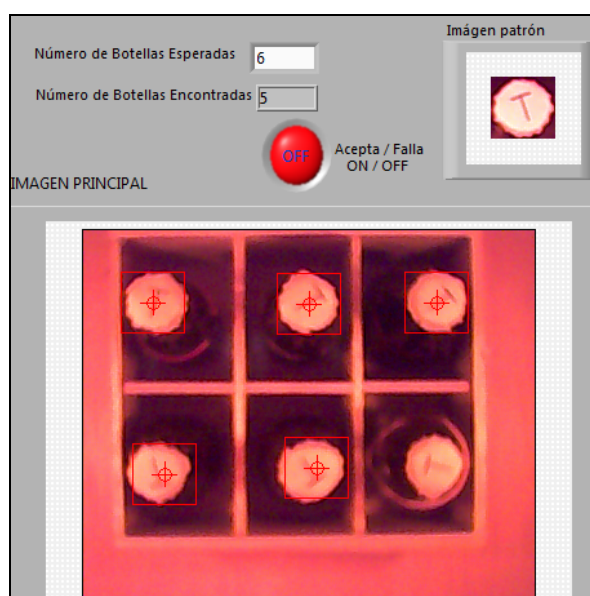 Imágen patrón
Número de Botellas Esperadas 6
Número de Botellas Encontradas 5
OFF
Acepta / Falla
ON / OFF
T
IMAGEN PRINCIPAL